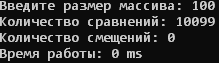 Введите размер массива: 100
Количество сравнений: 10099
Количество смещений: 0
Время работы: 0 ms